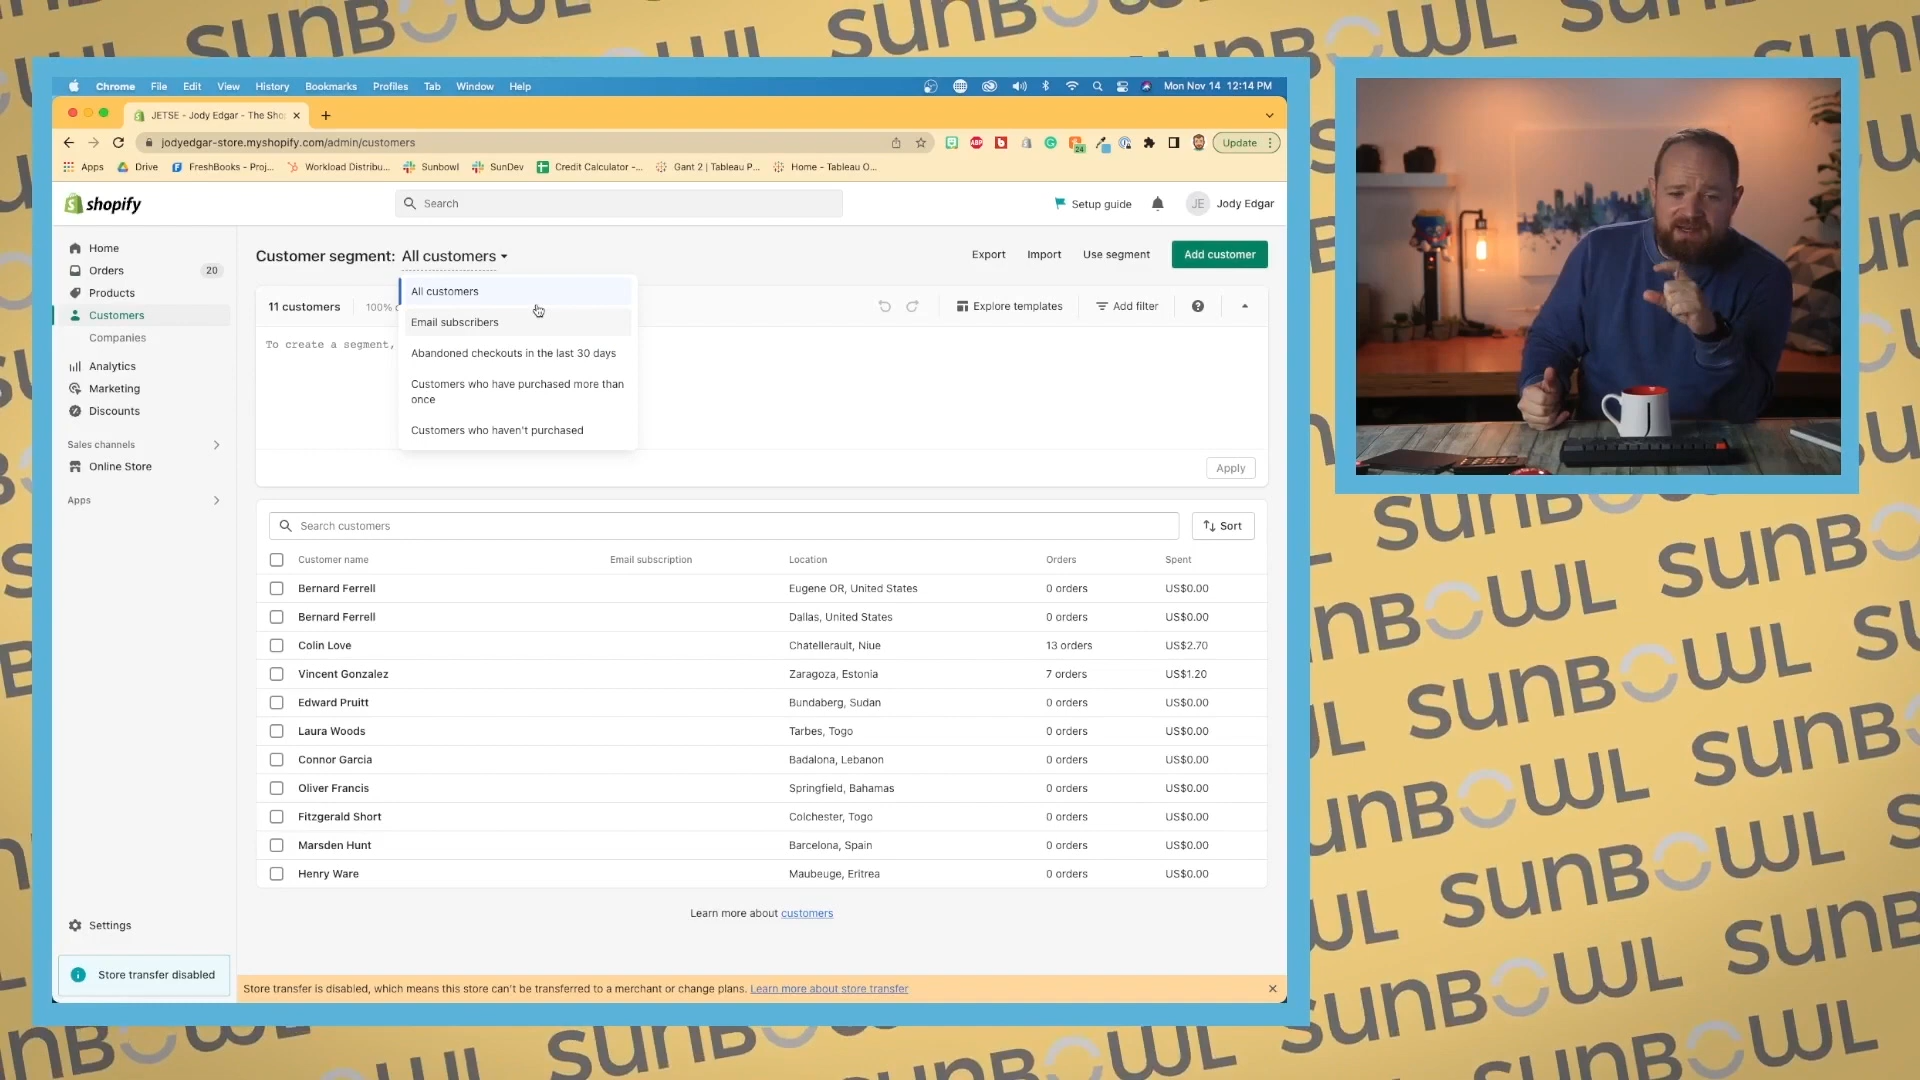 Chrome File Edit View History Bookmarks Profiles Tab Window Help Mon Nov 14 12:14 PM
JETSE - Jody Edgar - The Sho
jodyedgar-store.myshopify.com/admin/customers Update
Apps Drive FreshBooks - Proj... Workload Distribu... Sunbowl SunDev Credit Calculator -... Gant 2 | Tableau P... Home - Tableau O...
shopify Search Setup guide JE Jody Edgar
Home
Orders 20
Products
Customers
Companies
Analytics
Marketing
Discounts
Sales channels
Online Store
Apps
Settings
Store transfer disabled
Customer segment: All customers Export Import Use segment Add customer
11 customers 100% Explore templates Add filter
To create a segment,
All customers
Email subscribers
Abandoned checkouts in the last 30 days
Customers who have purchased more than
once
Customers who haven't purchased
Apply
Search customers Sort
Customer name Email subscription Location Orders Spent
Bernard Ferrell Eugene OR, United States 0 orders US$0.00
Bernard Ferrell Dallas, United States 0 orders US$0.00
Colin Love Chatellerault, Niue 13 orders US$2.70
Vincent Gonzalez Zaragoza, Estonia 7 orders US$1.20
Edward Pruitt Bundaberg, Sudan 0 orders US$0.00
Laura Woods Tarbes, Togo 0 orders US$0.00
Connor Garcia Badalona, Lebanon 0 orders US$0.00
Oliver Francis Springfield, Bahamas 0 orders US$0.00
Fitzgerald Short Colchester, Togo 0 orders US$0.00
Marsden Hunt Barcelona, Spain 0 orders US$0.00
Henry Ware Maubeuge, Eritrea 0 orders US$0.00
Learn more about customers
Store transfer is disabled, which means this store can't be transferred to a merchant or change plans. Learn more about store transfer
SUNBOWL